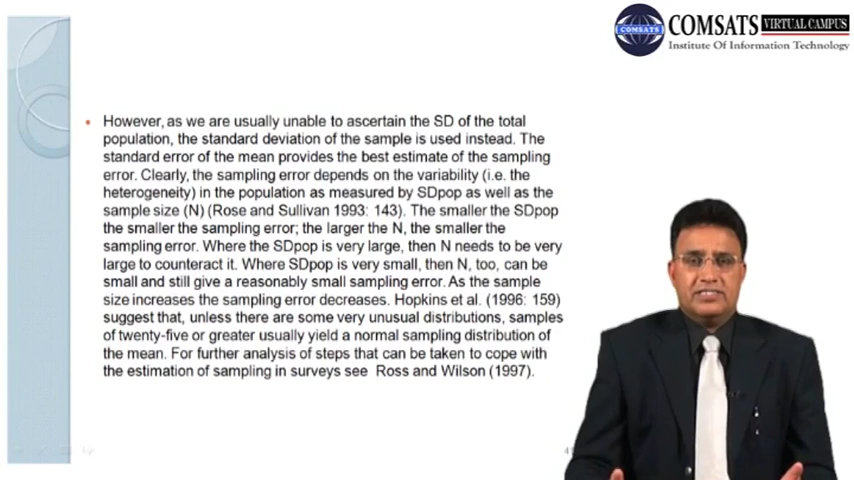 COMSATS
COMSATS VIRTUAL CAMPUS
Institute Of Information Technology
However, as we are usually unable to ascertain the SD of the total
population, the standard deviation of the sample is used instead. The
standard error of the mean provides the best estimate of the sampling
error. Clearly, the sampling error depends on the variability (i.e. the
heterogeneity) in the population as measured by SDpop as well as the
sample size (N) (Rose and Sullivan 1993: 143). The smaller the SDpop
the smaller the sampling error; the larger the N, the smaller the
sampling error. Where the SDpop is very large, then N needs to be very
large to counteract it. Where SDpop is very small, then N, too, can be
small and still give a reasonably small sampling error. As the sample
size increases the sampling error decreases. Hopkins et al. (1996: 159)
suggest that, unless there are some very unusual distributions, samples
of twenty-five or greater usually yield a normal sampling distribution of
the mean. For further analysis of steps that can be taken to cope with
the estimation of sampling in surveys see Ross and Wilson (1997).